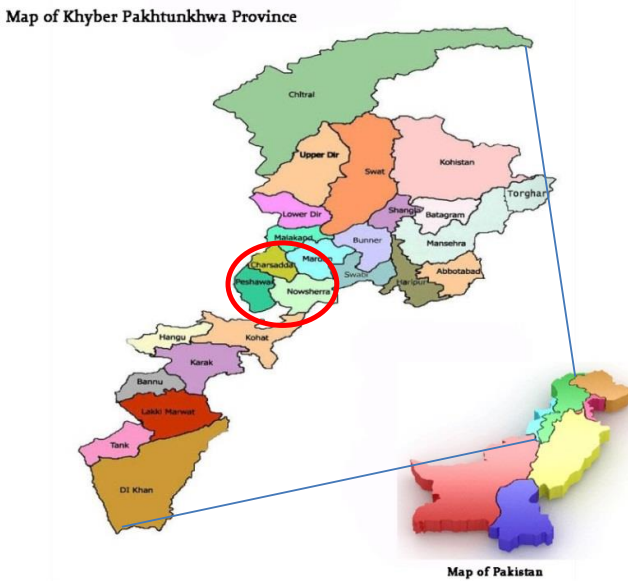 Map of Khyber Pakhtunkhwa Province
Chitral
Upper Dir
Swat
Kohistan
Torghar
Lower Dir
Shangla
Batagram
Malakand
Bunner
Mansehra
Charsadda
Mardan
Swabi
Abbotabad
Peshawar
Haripur
Nowsherra
Hangu
Kohat
Karak
Bannu
Lakki Marwat
Tank
DI Khan
Map of Pakistan